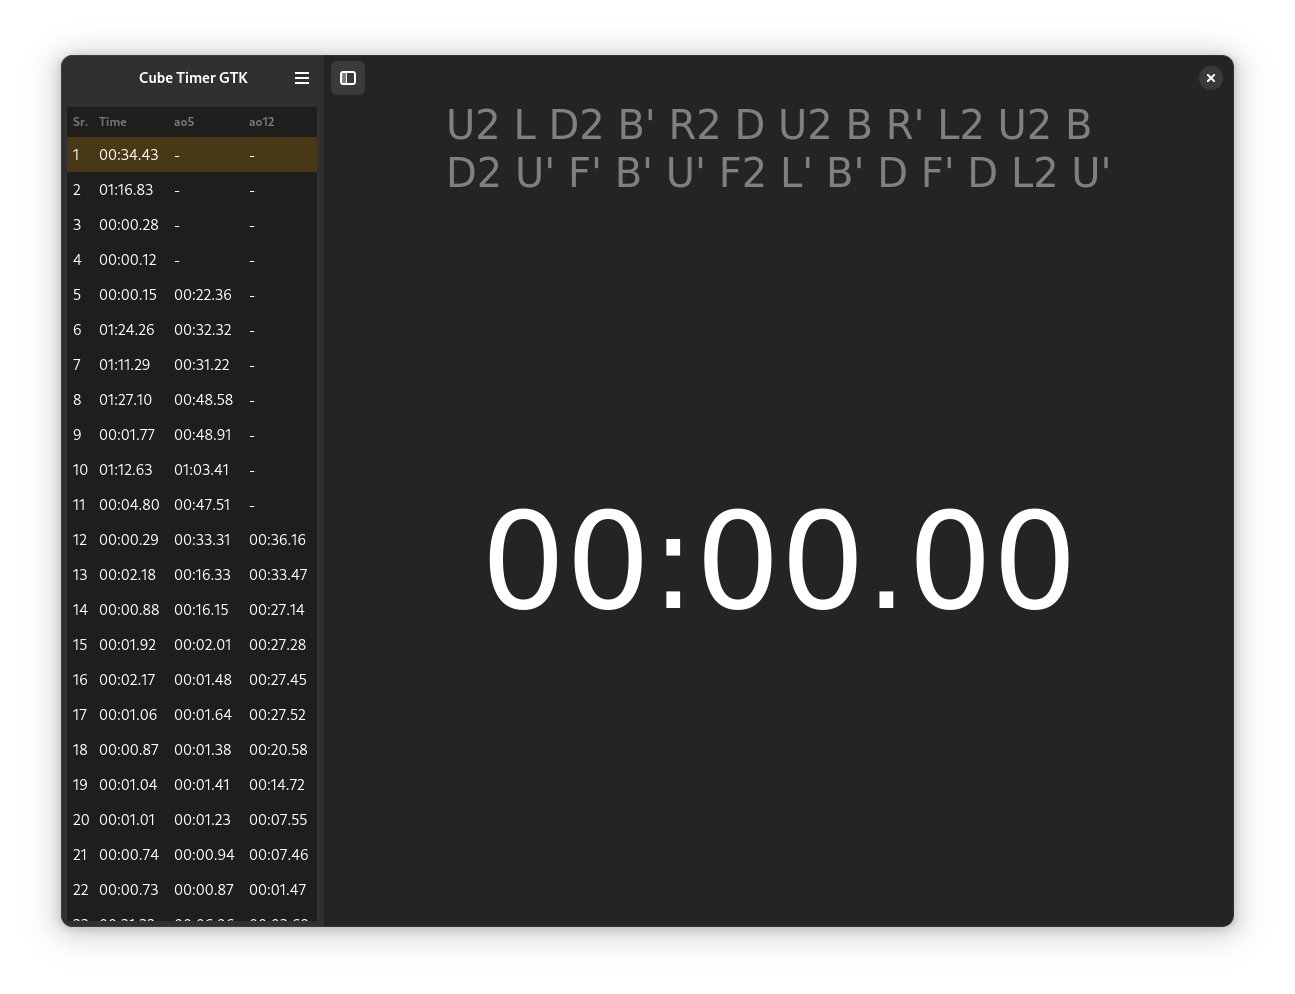 Cube Timer GTK
U2 L D2 B' R2 D U2 B R' L2 U2 B
D2 U' F' B' U' F2 L' B' D F' D L2 U'
Sr. Time ao5 ao12
1 00:34.43 - -
2 01:16.83 - -
3 00:00.28 - -
4 00:00.12 - -
5 00:00.15 00:22.36 -
6 01:24.26 00:32.32 -
7 01:11.29 00:31.22 -
8 01:27.10 00:48.58 -
9 00:01.77 00:48.91 -
10 01:12.63 01:03.41 -
11 00:04.80 00:47.51 -
12 00:00.29 00:33.31 00:36.16
13 00:02.18 00:16.33 00:33.47
14 00:00.88 00:16.15 00:27.14
15 00:01.92 00:02.01 00:27.28
16 00:02.17 00:01.48 00:27.45
17 00:01.06 00:01.64 00:27.52
18 00:00.87 00:01.38 00:20.58
19 00:01.04 00:01.41 00:14.72
20 00:01.01 00:01.23 00:07.55
21 00:00.74 00:00.94 00:07.46
22 00:00.73 00:00.87 00:01.47
00:00.00